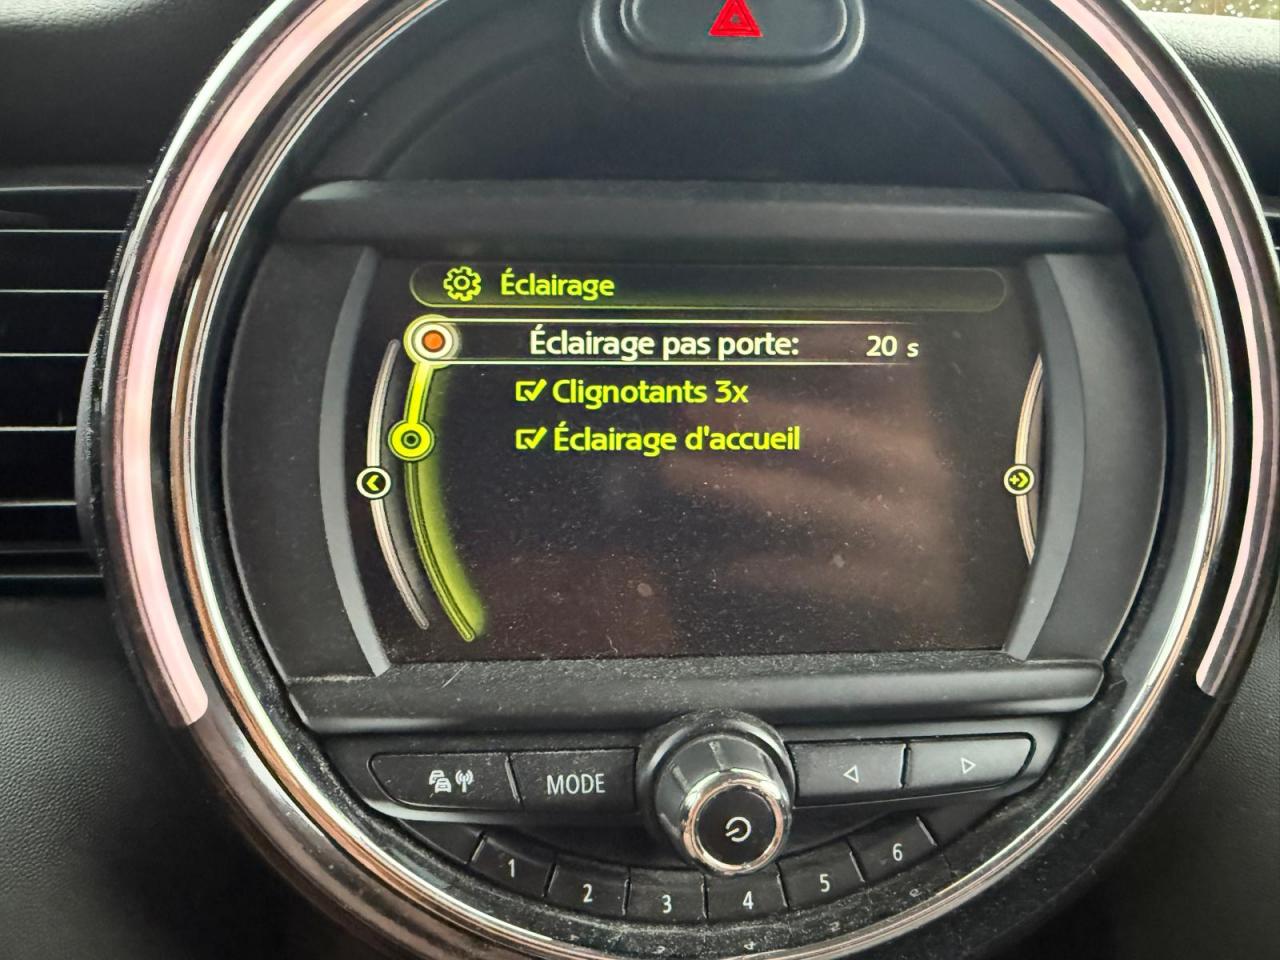 Éclairage
Éclairage pas porte: 20 s
Clignotants 3x
Éclairage d'accueil
MODE
1 2 3 4 5 6